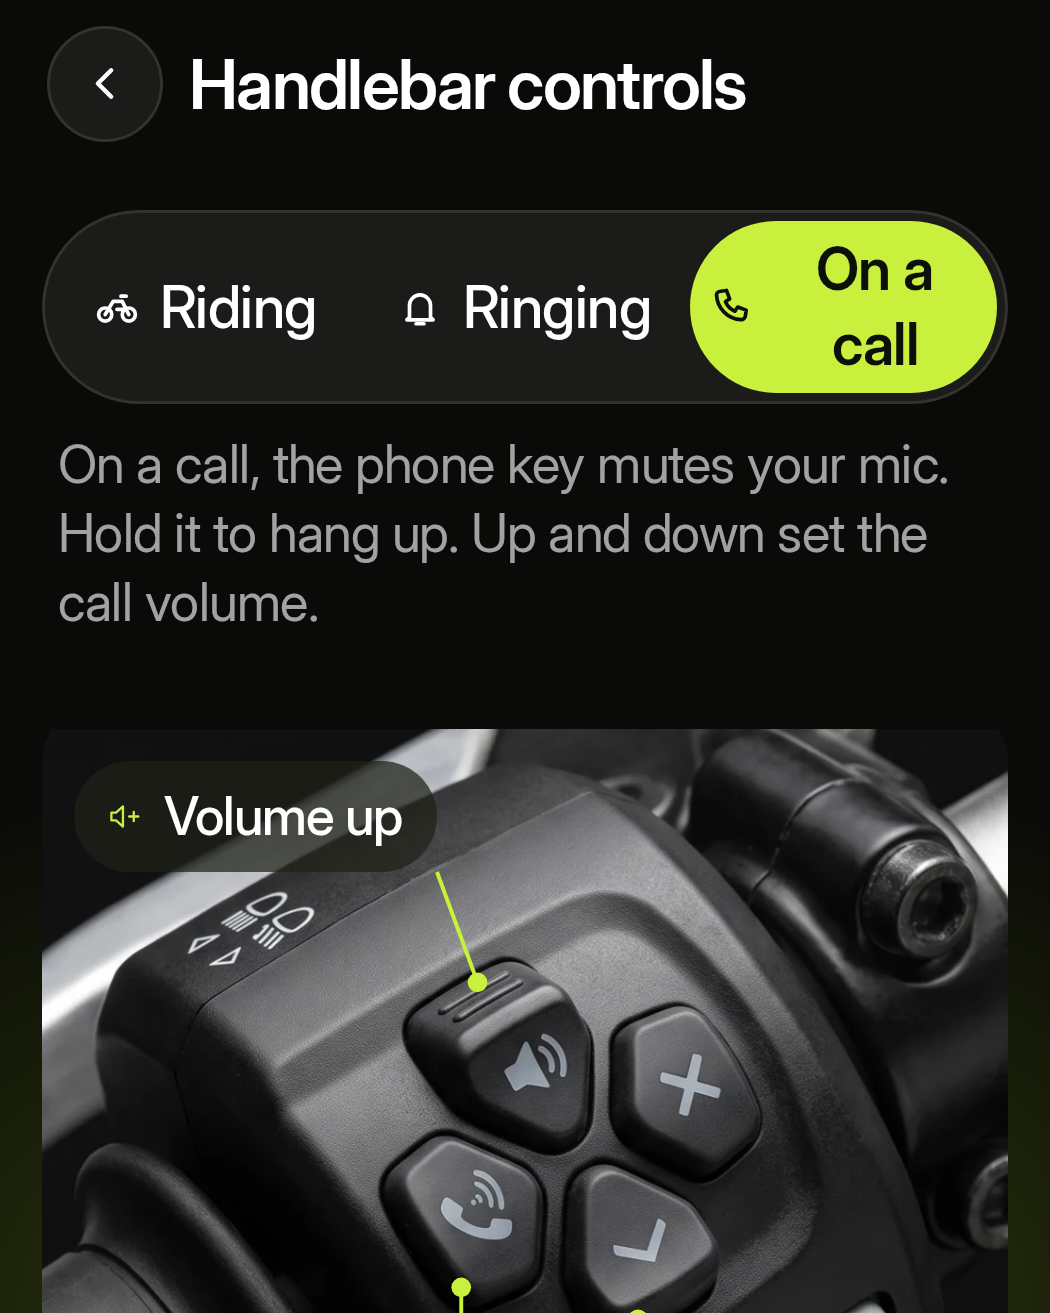 Handlebar controls
Riding
Ringing
On a
call
On a call, the phone key mutes your mic.
Hold it to hang up. Up and down set the
call volume.
Volume up